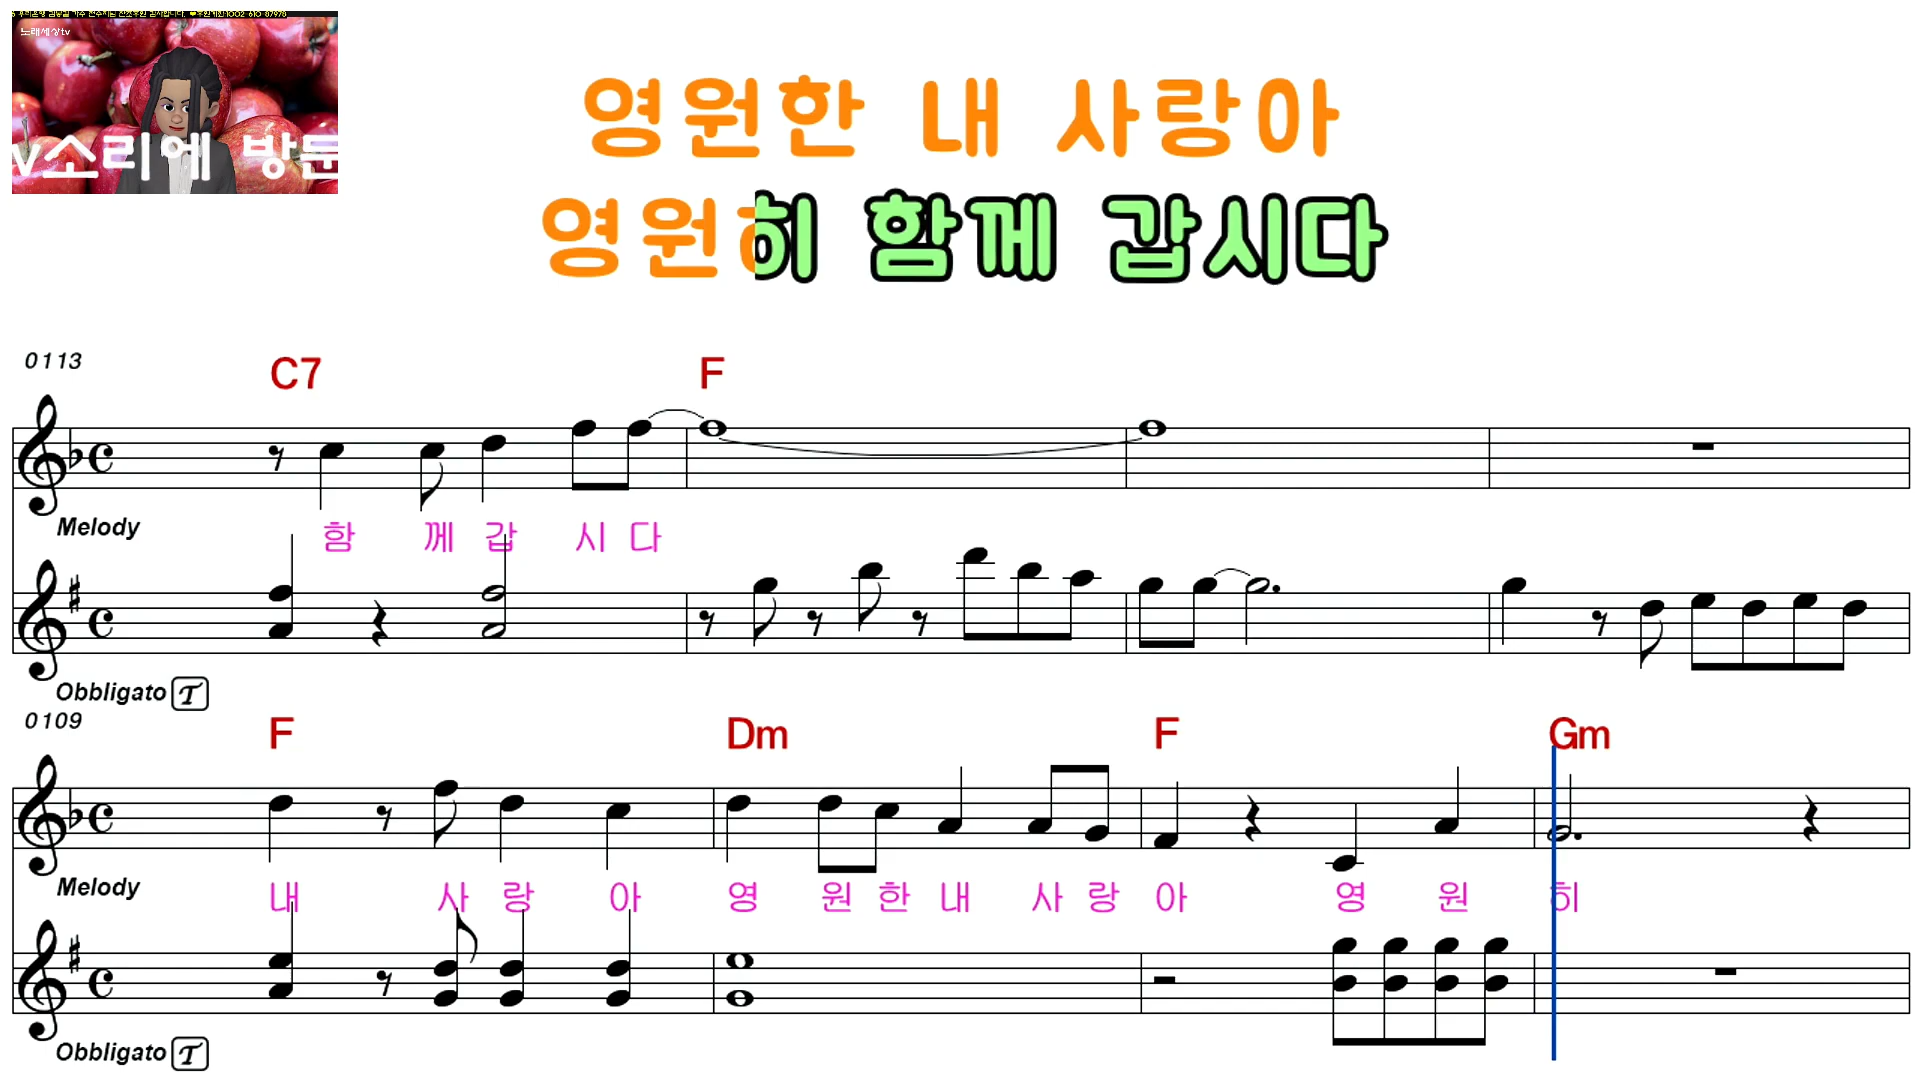 노래세상tv
v소리에 방문
영원한 내 사랑아
영원히 함께 갑시다
0113
C7 F
Melody
함 께 갑 시 다
Obbligato T
0109
F Dm F Gm
Melody
내 사 랑 아 영 원 한 내 사 랑 아 영 원 히
Obbligato T